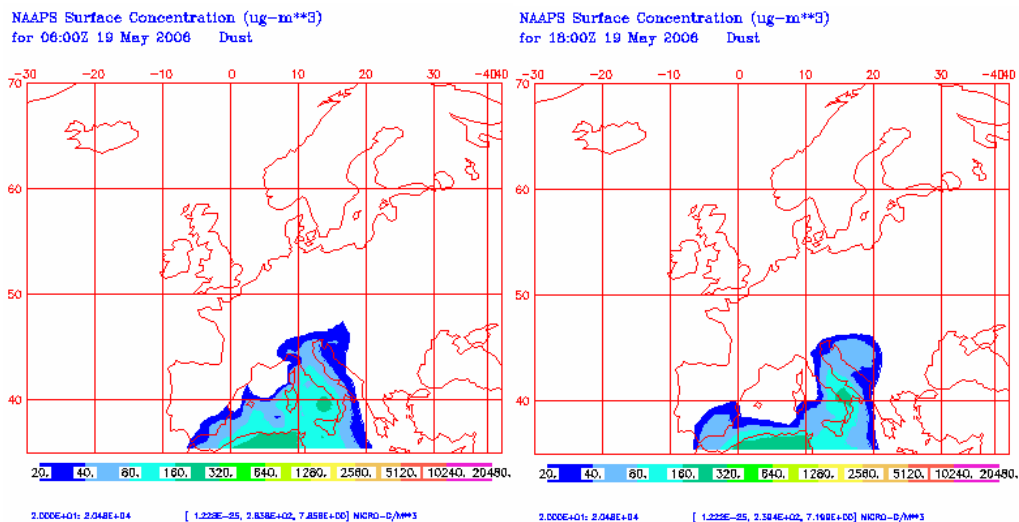 NAAPS Surface Concentration (ug-m**3)
for 06:00Z 19 May 2006 Dust
-30 -20 -10 0 10 20 30 -40
70
60
50
40
20. 40. 80. 160. 320. 640. 1280. 2560. 5120. 10240. 20480.
2.000E+01: 2.048E+04 [ 1.222E-25, 2.838E+02, 7.858E+00] MICRO-G/M**3
NAAPS Surface Concentration (ug-m**3)
for 18:00Z 19 May 2006 Dust
-30 -20 -10 0 10 20 30 -4040
70
60
50
40
20. 40. 80. 160. 320. 640. 1280. 2560. 5120. 10240. 20480.
2.000E+01: 2.048E+04 [ 1.222E-25, 2.394E+02, 7.199E+00] MICRO-G/M**3